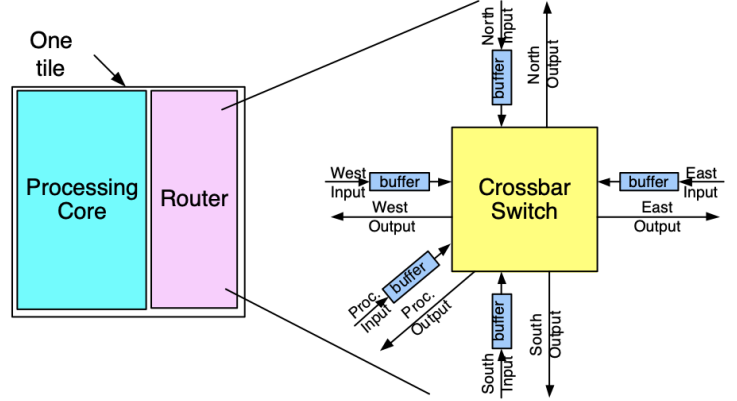 One
tile
Processing
Core
Router
North
Input
buffer
North
Output
West
Input
buffer
West
Output
Crossbar
Switch
buffer
East
Input
East
Output
Proc.
Input
buffer
Proc.
Output
South
Input
buffer
South
Output